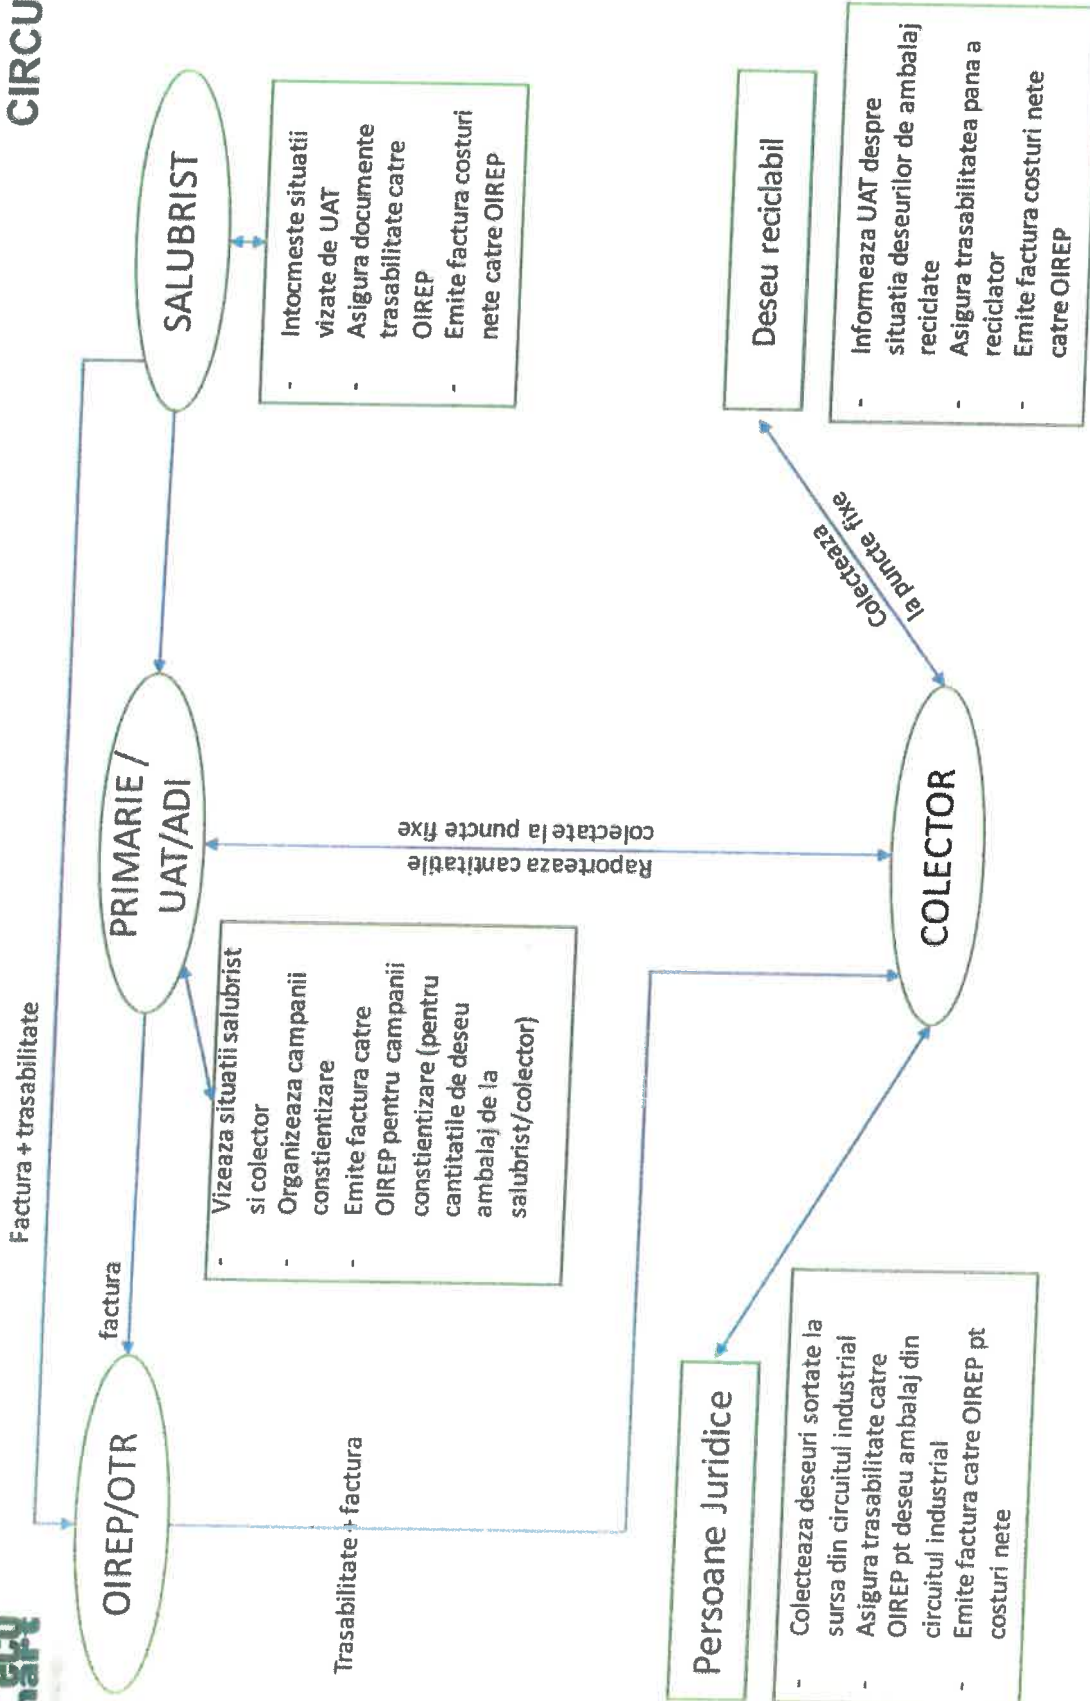 CIRCU
Factura + trasabilitate
OIREP/OTR
factura
PRIMARIE /
UAT/ADI
SALUBRIST
- Vizeaza situatii salubrist
si colector
- Organizeaza campanii
constientizare
- Emite factura catre
OIREP pentru campanii
constientizare (pentru
cantitatile de deseu
ambalaj de la
salubrist/colector)
- Intocmeste situatii
vizate de UAT
- Asigura documente
trasabilitate catre
OIREP
- Emite factura costuri
nete catre OIREP
Trasabilitate + factura
Raporteaza cantitatile
colectate la puncte fixe
Persoane Juridice
- Colecteaza deseuri sortate la
sursa din circuitul industrial
- Asigura trasabilitate catre
OIREP pt deseu ambalaj din
circuitul industrial
- Emite factura catre OIREP pt
costuri nete
COLECTOR
Colecteaza
la puncte fixe
Deseu reciclabil
- Informeaza UAT despre
situatia deseurilor de ambalaj
reciclate
- Asigura trasabilitatea pana a
reciclator
- Emite factura costuri nete
catre OIREP